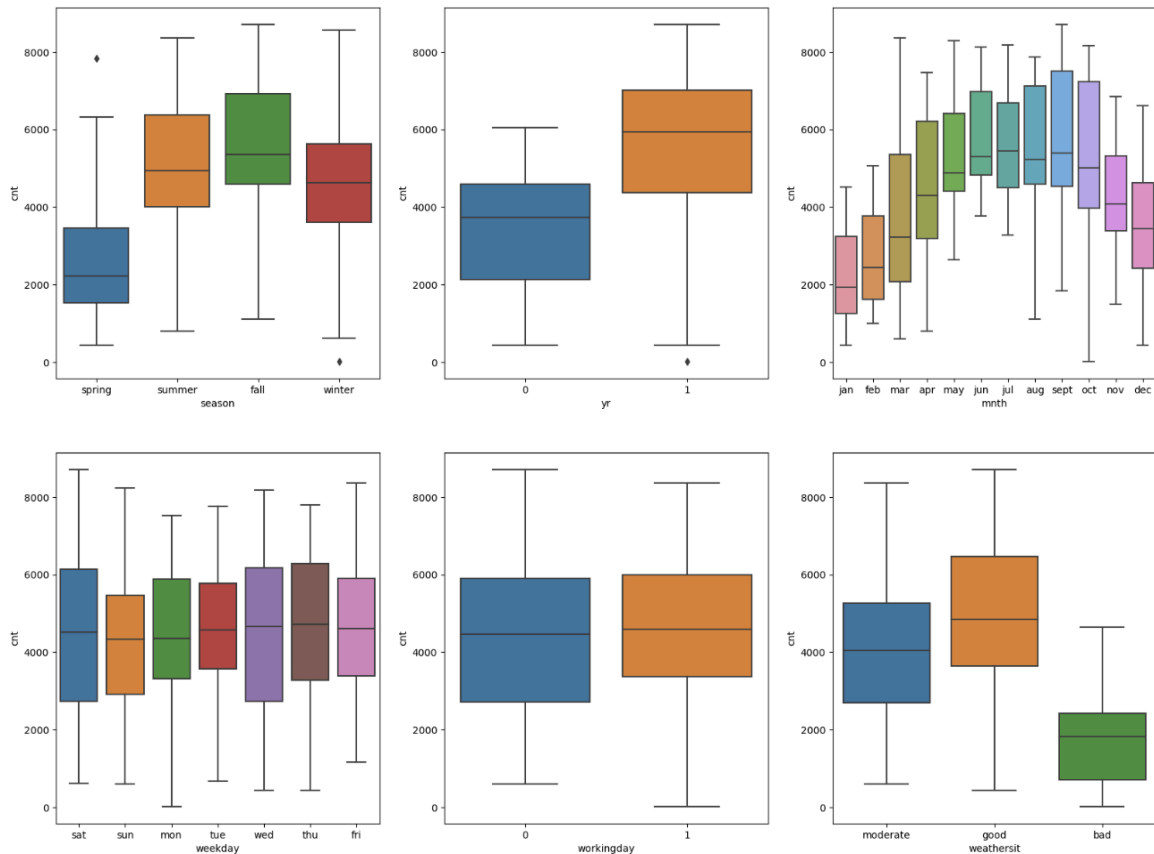 8000
6000
4000
2000
0
cnt
spring summer fall winter
season
8000
6000
4000
2000
0
cnt
0 1
yr
8000
6000
4000
2000
0
cnt
jan feb mar apr may jun jul aug sept oct nov dec
mnth
8000
6000
4000
2000
0
cnt
sat sun mon tue wed thu fri
weekday
8000
6000
4000
2000
0
cnt
0 1
workingday
8000
6000
4000
2000
0
cnt
moderate good bad
weathersit